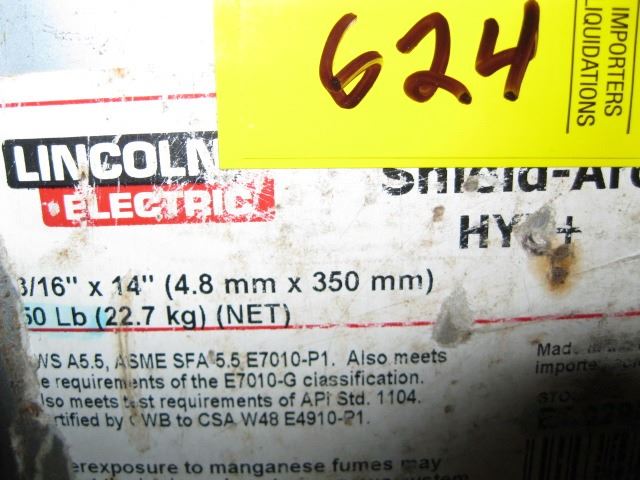 624
IMPORTERS
LIQUIDATIONS
LINCOLN
ELECTRIC
Shield-Arc
HYP+
3/16" x 14" (4.8 mm x 350 mm)
50 Lb (22.7 kg) (NET)
WS A5.5, ASME SFA 5.5 E7010-P1. Also meets
e requirements of the E7010-G classification.
lso meets test requirements of API Std. 1104.
rtified by CWB to CSA W48 E4910-P1.
Made
importe
erexposure to manganese fumes may